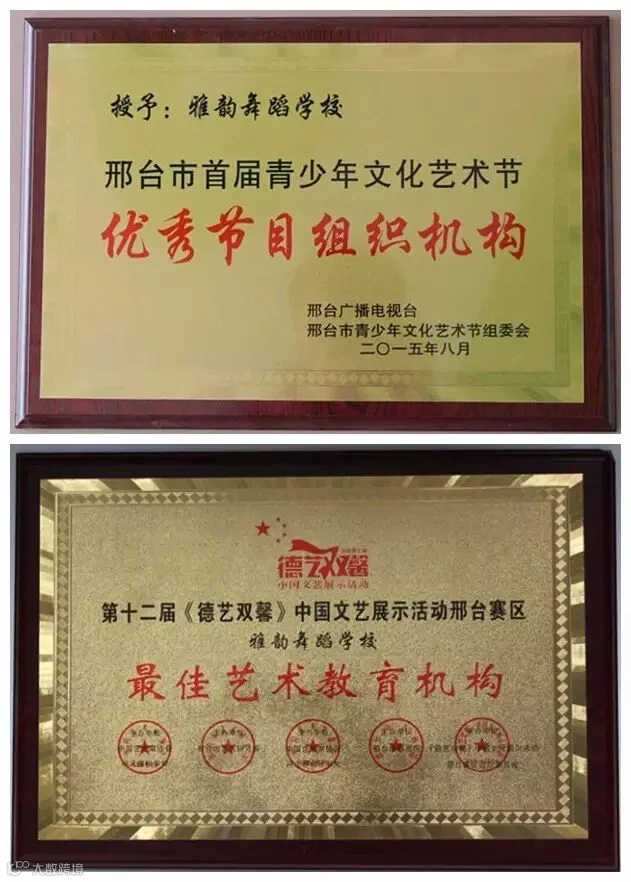 授予：雅韵舞蹈学校
邢台市首届青少年文化艺术节
优秀节目组织机构
邢台广播电视台
邢台市青少年文化艺术节组委会
二〇一五年八月
德艺双馨
中国文艺展示活动
第十二届《德艺双馨》中国文艺展示活动邢台赛区
雅韵舞蹈学校
最佳艺术教育机构
大数跨境